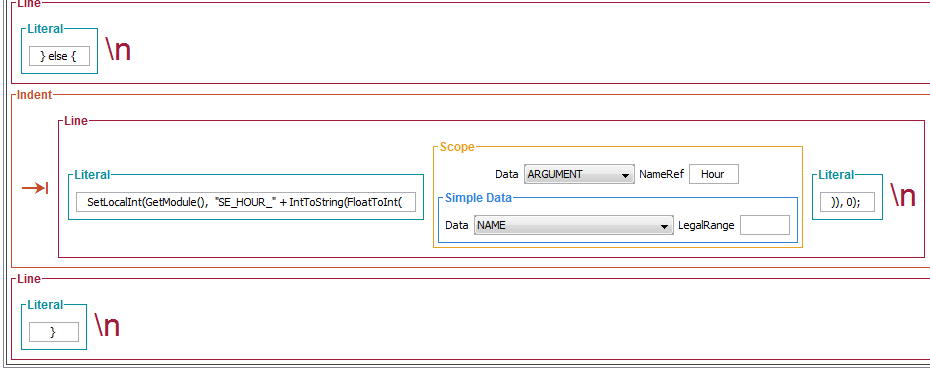 Line
Literal
} else {
\n
Indent
Line
Literal
SetLocalInt(GetModule(), "SE_HOUR_" + IntToString(FloatToInt(
Scope
Data ARGUMENT NameRef Hour
Simple Data
Data NAME LegalRange
Literal
)), 0);
\n
Line
Literal
}
\n